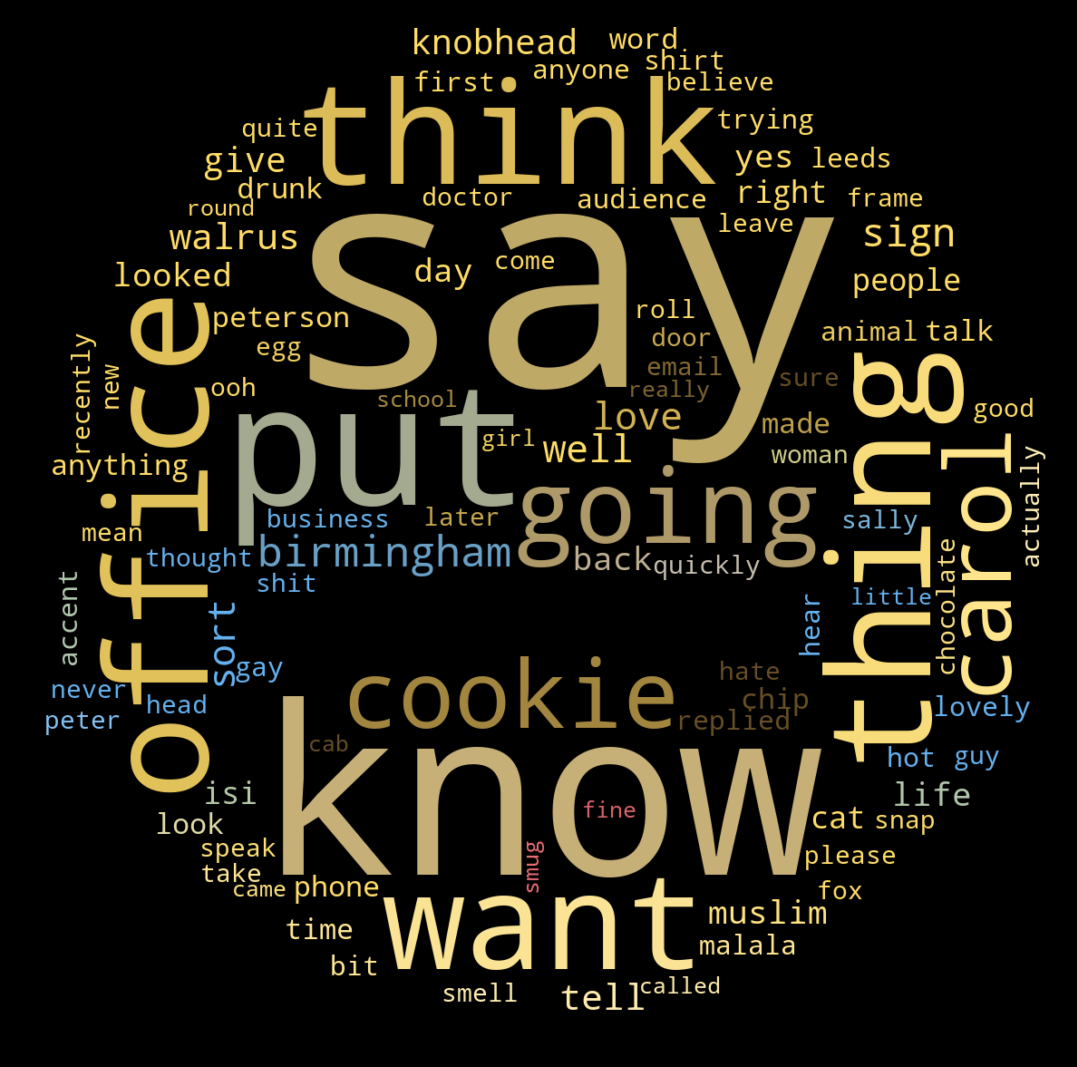 knobhead word
first anyone shirt
believe
think
quite trying
give yes leeds
drunk doctor audience right frame
round leave
walrus sign
say
looked day come people
peterson roll
egg door animal talk
recently new ooh email sure
office school really
put love made good
girl well woman
anything thing carol actually
business later going sally
mean
thought birmingham back quickly
shit little chocolate
accent sort hear
gay cookie hate
never head chip lovely
peter replied
cab hot guy
know
isi life
look fine cat snap
speak smug please
take came phone fox
want muslim
time malala
bit
smell tell called